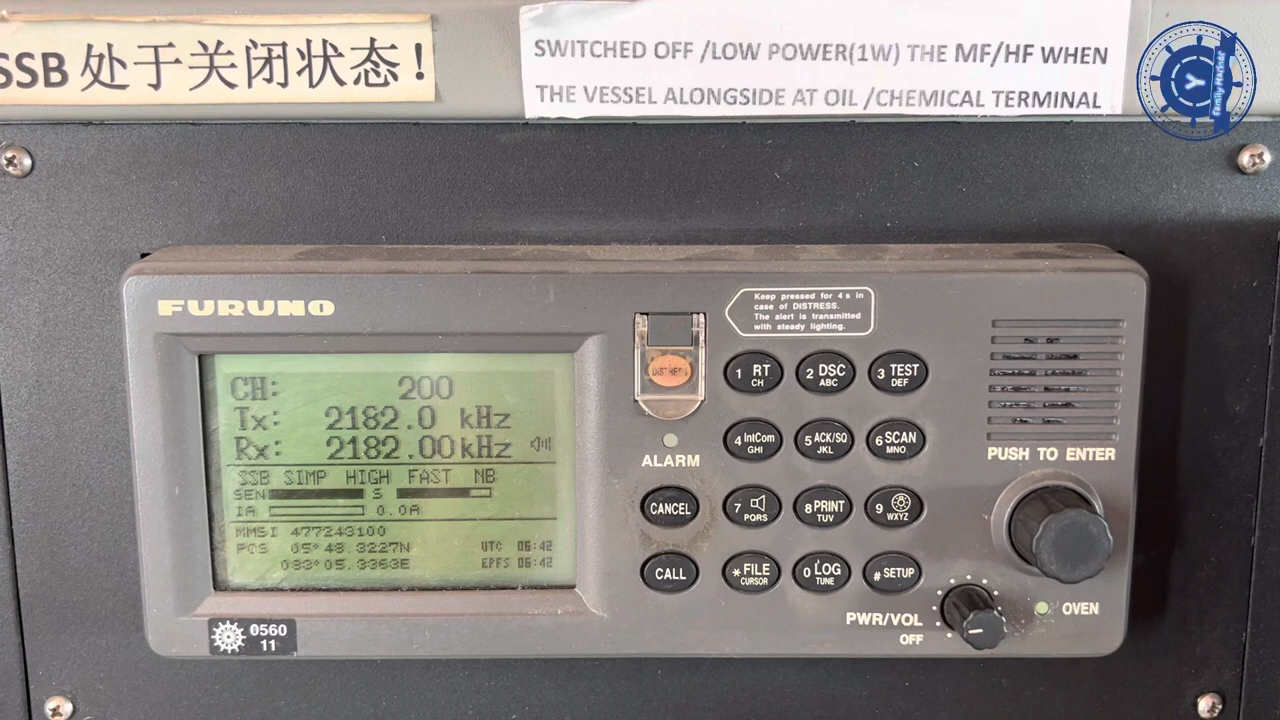 SSB 处于关闭状态！
SWITCHED OFF /LOW POWER(1W) THE MF/HF WHEN
THE VESSEL ALONGSIDE AT OIL /CHEMICAL TERMINAL
Y
Family Mariner
FURUNO
Keep pressed for 4 s in
case of DISTRESS.
The alert is transmitted
with steady lighting.
CH: 200
Tx: 2182.0 kHz
Rx: 2182.00 kHz
SSB SIMP HIGH FAST NB
SEN S
IA 0.0A
MMSI 477243100
POS 05°48.3227N UTC 06:42
083°05.3363E EPFS 06:42
0560
11
DISTRESS
ALARM
CANCEL
CALL
1 RT
CH
2 DSC
ABC
3 TEST
DEF
4 IntCom
GHI
5 ACK/SQ
JKL
6 SCAN
MNO
7
PQRS
8 PRINT
TUV
9
WXYZ
* FILE
CURSOR
0 LOG
TUNE
# SETUP
PUSH TO ENTER
PWR/VOL
OFF
OVEN